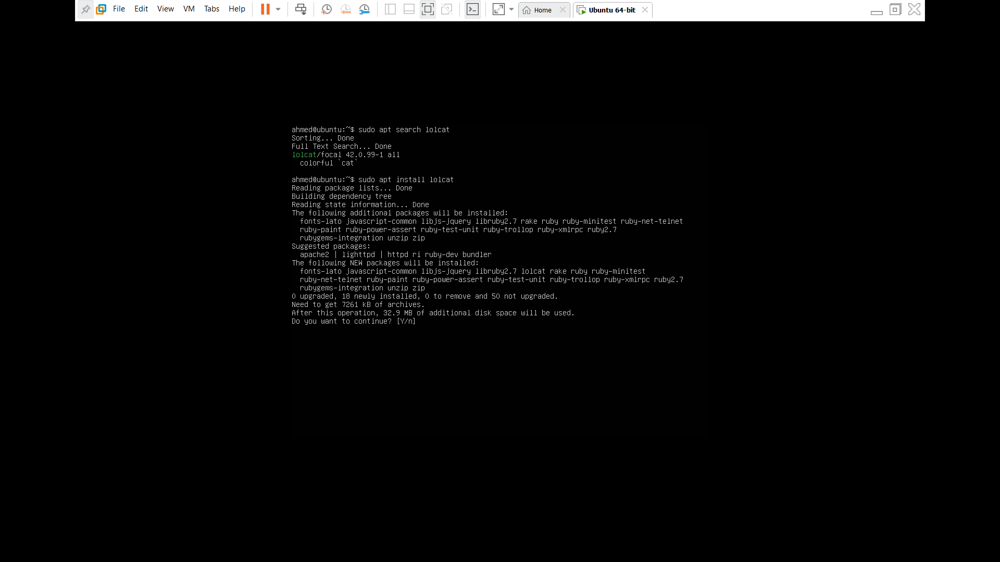 File Edit View VM Tabs Help Home Ubuntu 64-bit
ahmed@ubuntu:~$ sudo apt search lolcat
Sorting... Done
Full Text Search... Done
lolcat/focal 42.0.99-1 all
  colorful `cat`
ahmed@ubuntu:~$ sudo apt install lolcat
Reading package lists... Done
Building dependency tree
Reading state information... Done
The following additional packages will be installed:
  fonts-lato javascript-common libjs-jquery libruby2.7 rake ruby ruby-minitest ruby-net-telnet
  ruby-paint ruby-power-assert ruby-test-unit ruby-trollop ruby-xmlrpc ruby2.7
  rubygems-integration unzip zip
Suggested packages:
  apache2 | lighttpd | httpd ri ruby-dev bundler
The following NEW packages will be installed:
  fonts-lato javascript-common libjs-jquery libruby2.7 lolcat rake ruby ruby-minitest
  ruby-net-telnet ruby-paint ruby-power-assert ruby-test-unit ruby-trollop ruby-xmlrpc ruby2.7
  rubygems-integration unzip zip
0 upgraded, 18 newly installed, 0 to remove and 50 not upgraded.
Need to get 7261 kB of archives.
After this operation, 32.9 MB of additional disk space will be used.
Do you want to continue? [Y/n]